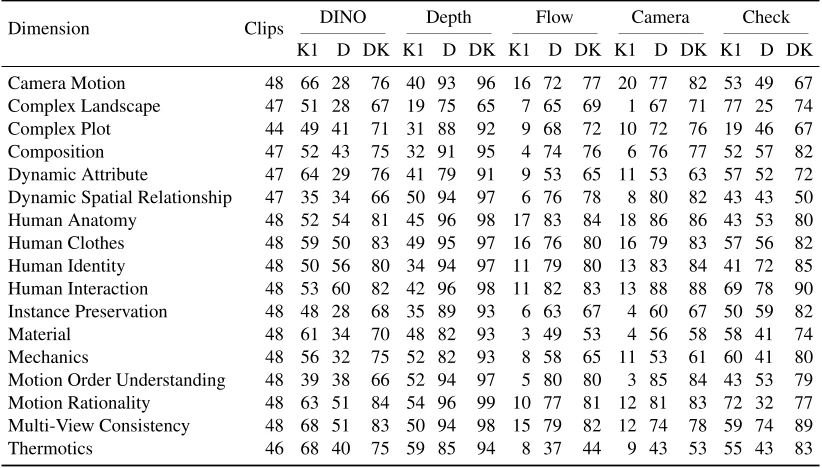 Dimension Clips DINO Depth Flow Camera Check
K1 D DK K1 D DK K1 D DK K1 D DK K1 D DK
Camera Motion 48 66 28 76 40 93 96 16 72 77 20 77 82 53 49 67
Complex Landscape 47 51 28 67 19 75 65 7 65 69 1 67 71 77 25 74
Complex Plot 44 49 41 71 31 88 92 9 68 72 10 72 76 19 46 67
Composition 47 52 43 75 32 91 95 4 74 76 6 76 77 52 57 82
Dynamic Attribute 47 64 29 76 41 79 91 9 53 65 11 53 63 57 52 72
Dynamic Spatial Relationship 47 35 34 66 50 94 97 6 76 78 8 80 82 43 43 50
Human Anatomy 48 52 54 81 45 96 98 17 83 84 18 86 86 43 53 80
Human Clothes 48 59 50 83 49 95 97 16 76 80 16 79 83 57 56 82
Human Identity 48 50 56 80 34 94 97 11 79 80 13 83 84 41 72 85
Human Interaction 48 53 60 82 42 96 98 11 82 83 13 88 88 69 78 90
Instance Preservation 48 48 28 68 35 89 93 6 63 67 4 60 67 50 59 82
Material 48 61 34 70 48 82 93 3 49 53 4 56 58 58 41 74
Mechanics 48 56 32 75 52 82 93 8 58 65 11 53 61 60 41 80
Motion Order Understanding 48 39 38 66 52 94 97 5 80 80 3 85 84 43 53 79
Motion Rationality 48 63 51 84 54 96 99 10 77 81 12 81 83 72 32 77
Multi-View Consistency 48 68 51 83 50 94 98 15 79 82 12 74 78 59 74 89
Thermotics 46 68 40 75 59 85 94 8 37 44 9 43 53 55 43 83